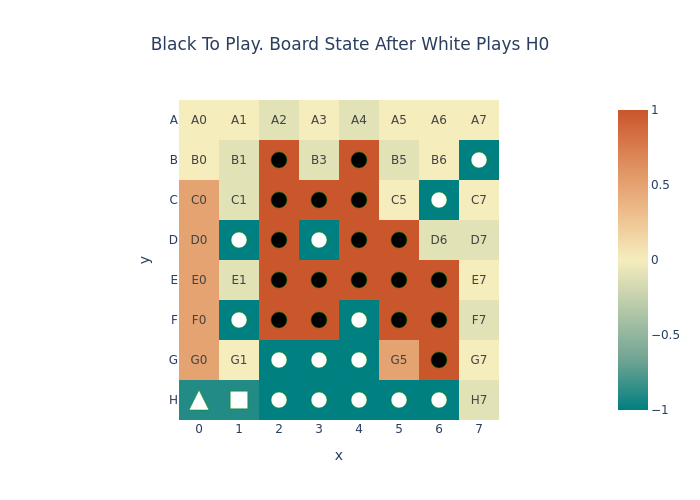 Black To Play. Board State After White Plays H0
A A0 A1 A2 A3 A4 A5 A6 A7
B B0 B1 B3 B5 B6
C C0 C1 C5 C7
D D0 D6 D7
E E0 E1 E7
F F0 F7
G G0 G1 G5 G7
H H7
0 1 2 3 4 5 6 7
x
y
1
0.5
0
−0.5
−1